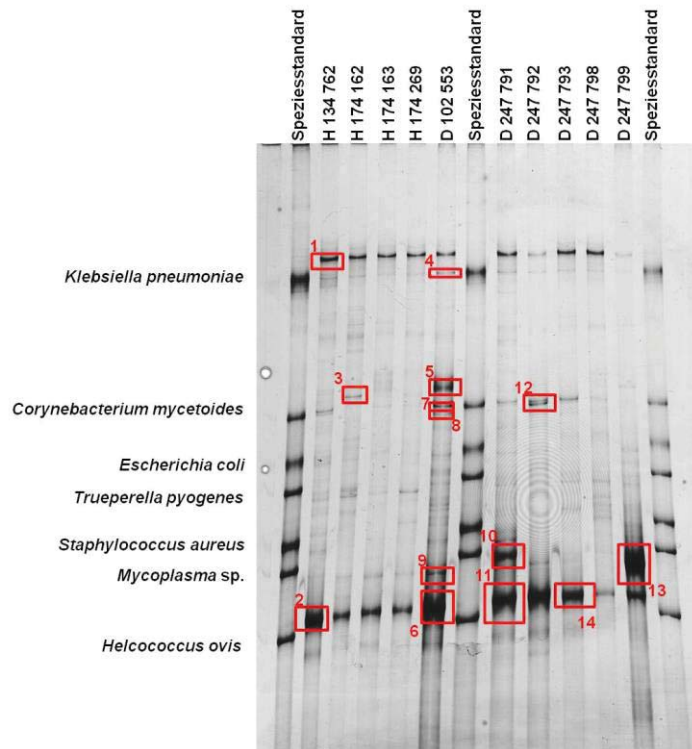 Speziesstandard
H 134 762
H 174 162
H 174 163
H 174 269
D 102 553
Speziesstandard
D 247 791
D 247 792
D 247 793
D 247 798
D 247 799
Speziesstandard
1
4
Klebsiella pneumoniae
5
3
12
7
Corynebacterium mycetoides
8
Escherichia coli
Trueperella pyogenes
10
Staphylococcus aureus
9
Mycoplasma sp.
11
13
2
6
14
Helcococcus ovis